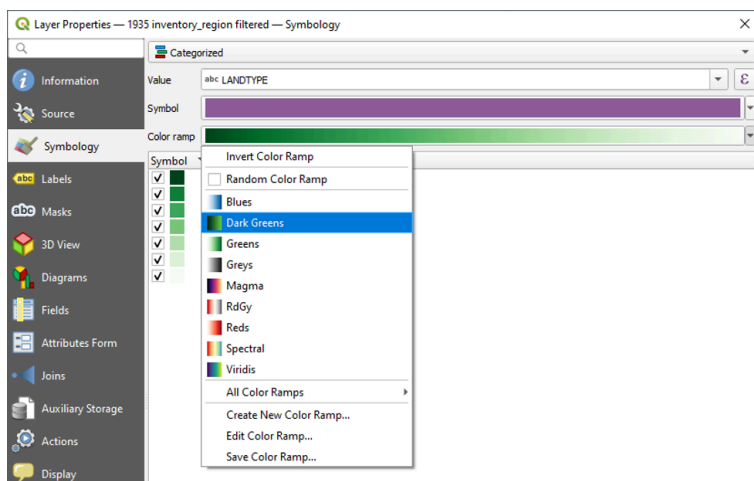 Layer Properties — 1935 inventory_region filtered — Symbology
Categorized
Information
Value
abc LANDTYPE
ε
Source
Symbol
Symbology
Color ramp
Symbol
Invert Color Ramp
Random Color Ramp
Blues
Dark Greens
Greens
Greys
Magma
RdGy
Reds
Spectral
Viridis
All Color Ramps
Create New Color Ramp...
Edit Color Ramp...
Save Color Ramp...
abc Labels
abc Masks
3D View
Diagrams
Fields
Attributes Form
Joins
Auxiliary Storage
Actions
Display